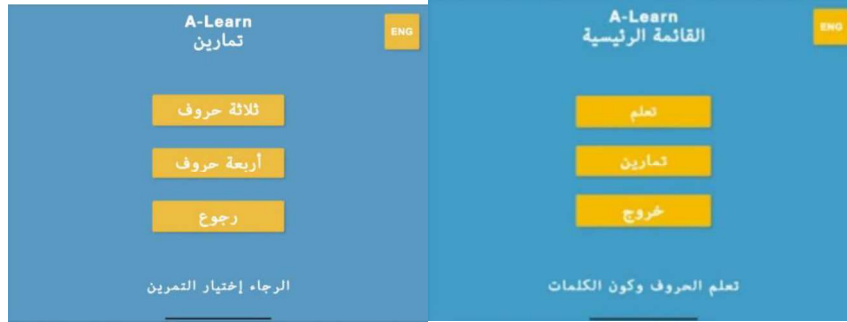 A-Learn
تمارين
ENG
ثلاثة حروف
أربعة حروف
رجوع
الرجاء إختيار التمرين
A-Learn
القائمة الرئيسية
ENG
تعلم
تمارين
خروج
تعلم الحروف وكون الكلمات